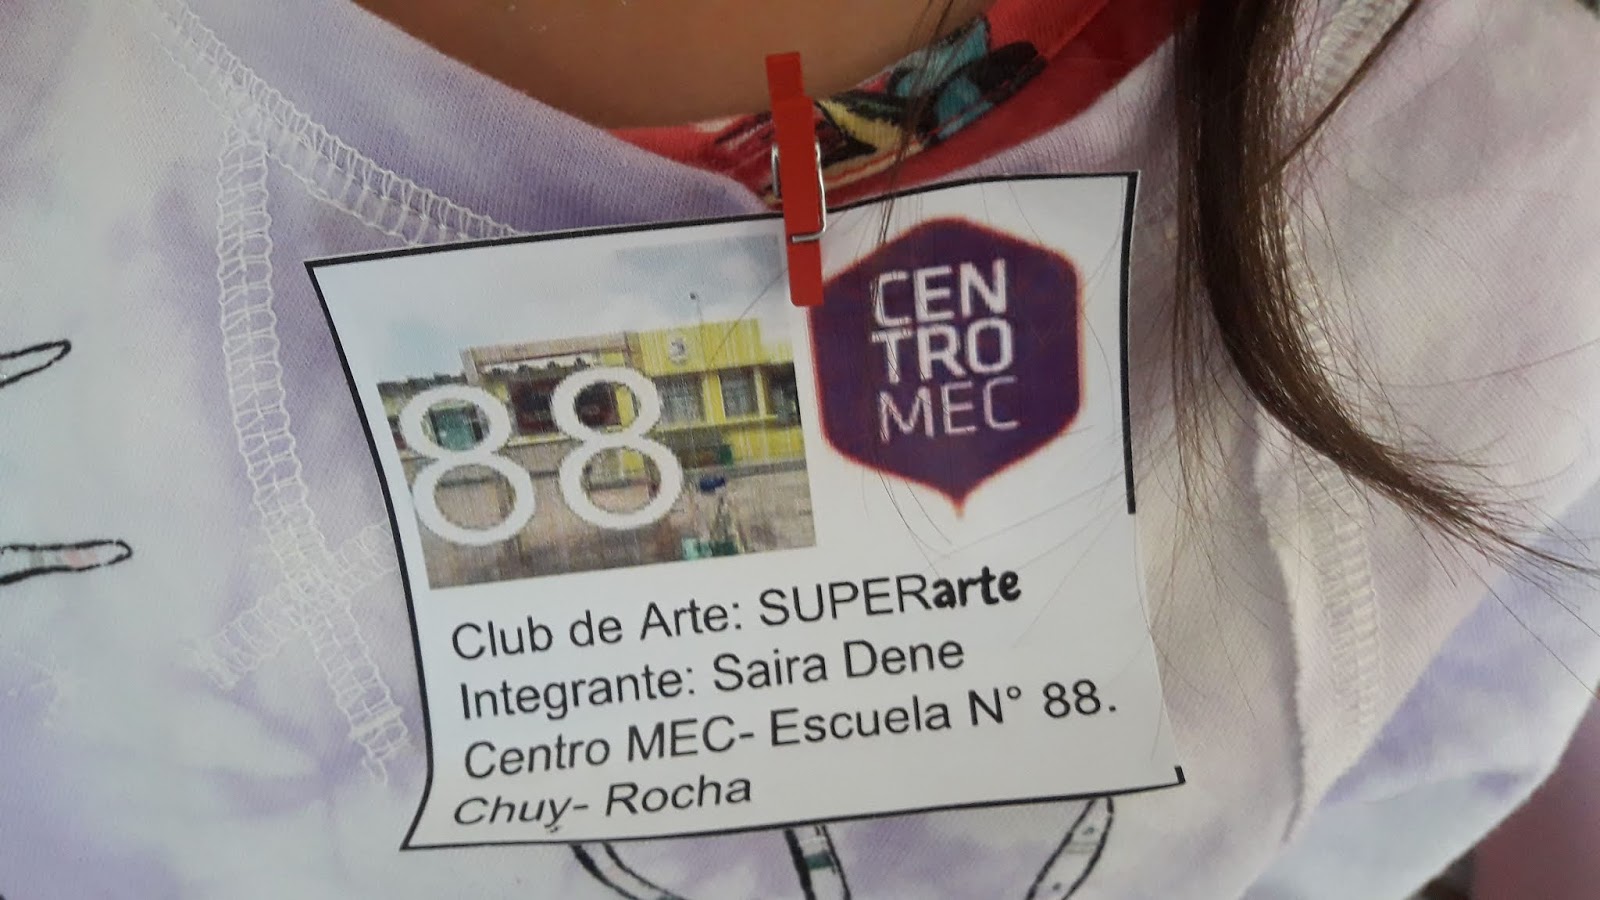 88
CEN
TRO
MEC
Club de Arte: SUPERarte
Integrante: Saira Dene
Centro MEC- Escuela N° 88.
Chuy- Rocha